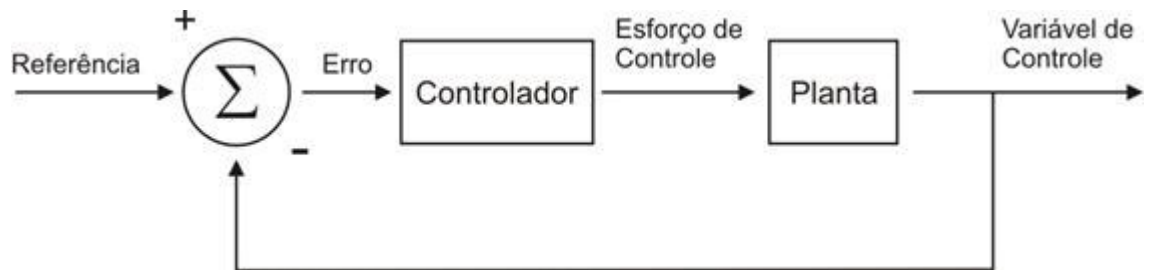 +
Referência
Σ
-
Erro
Controlador
Esforço de
Controle
Planta
Variável de
Controle